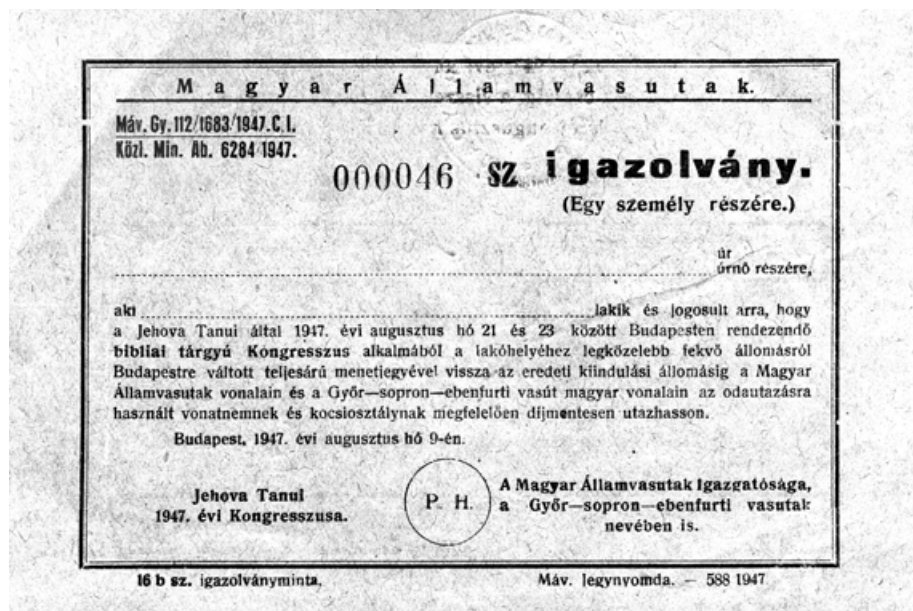 Magyar Államvasutak.
Máv. Gy. 112/1683/1947. C. I.
Közl. Min. Ab. 6284 1947.
000046 SZ igazolvány.
(Egy személy részére.)
úr
úrnő részére,
aki lakik és jogosult arra, hogy
a Jehova Tanui által 1947. évi augusztus hó 21 és 23 között Budapesten rendezendő
bibliai tárgyú Kongresszus alkalmából a lakóhelyéhez legközelebb fekvő állomásról
Budapestre váltott teljesárú menetjegyével vissza az eredeti kiindulási állomásig a Magyar
Államvasutak vonalain és a Győr—sopron—ebenfurti vasút magyar vonalain az odautazásra
használt vonatnemnek és kocsiosztálynak megfelelően díjmentesen utazhasson.
Budapest, 1947. évi augusztus hó 9-én.
Jehova Tanui
1947. évi Kongresszusa.
P. H.
A Magyar Államvasutak Igazgatósága,
a Győr—sopron—ebenfurti vasutak
nevében is.
16 b sz. igazolványminta.
Máv. Jegynyomda. — 588 1947